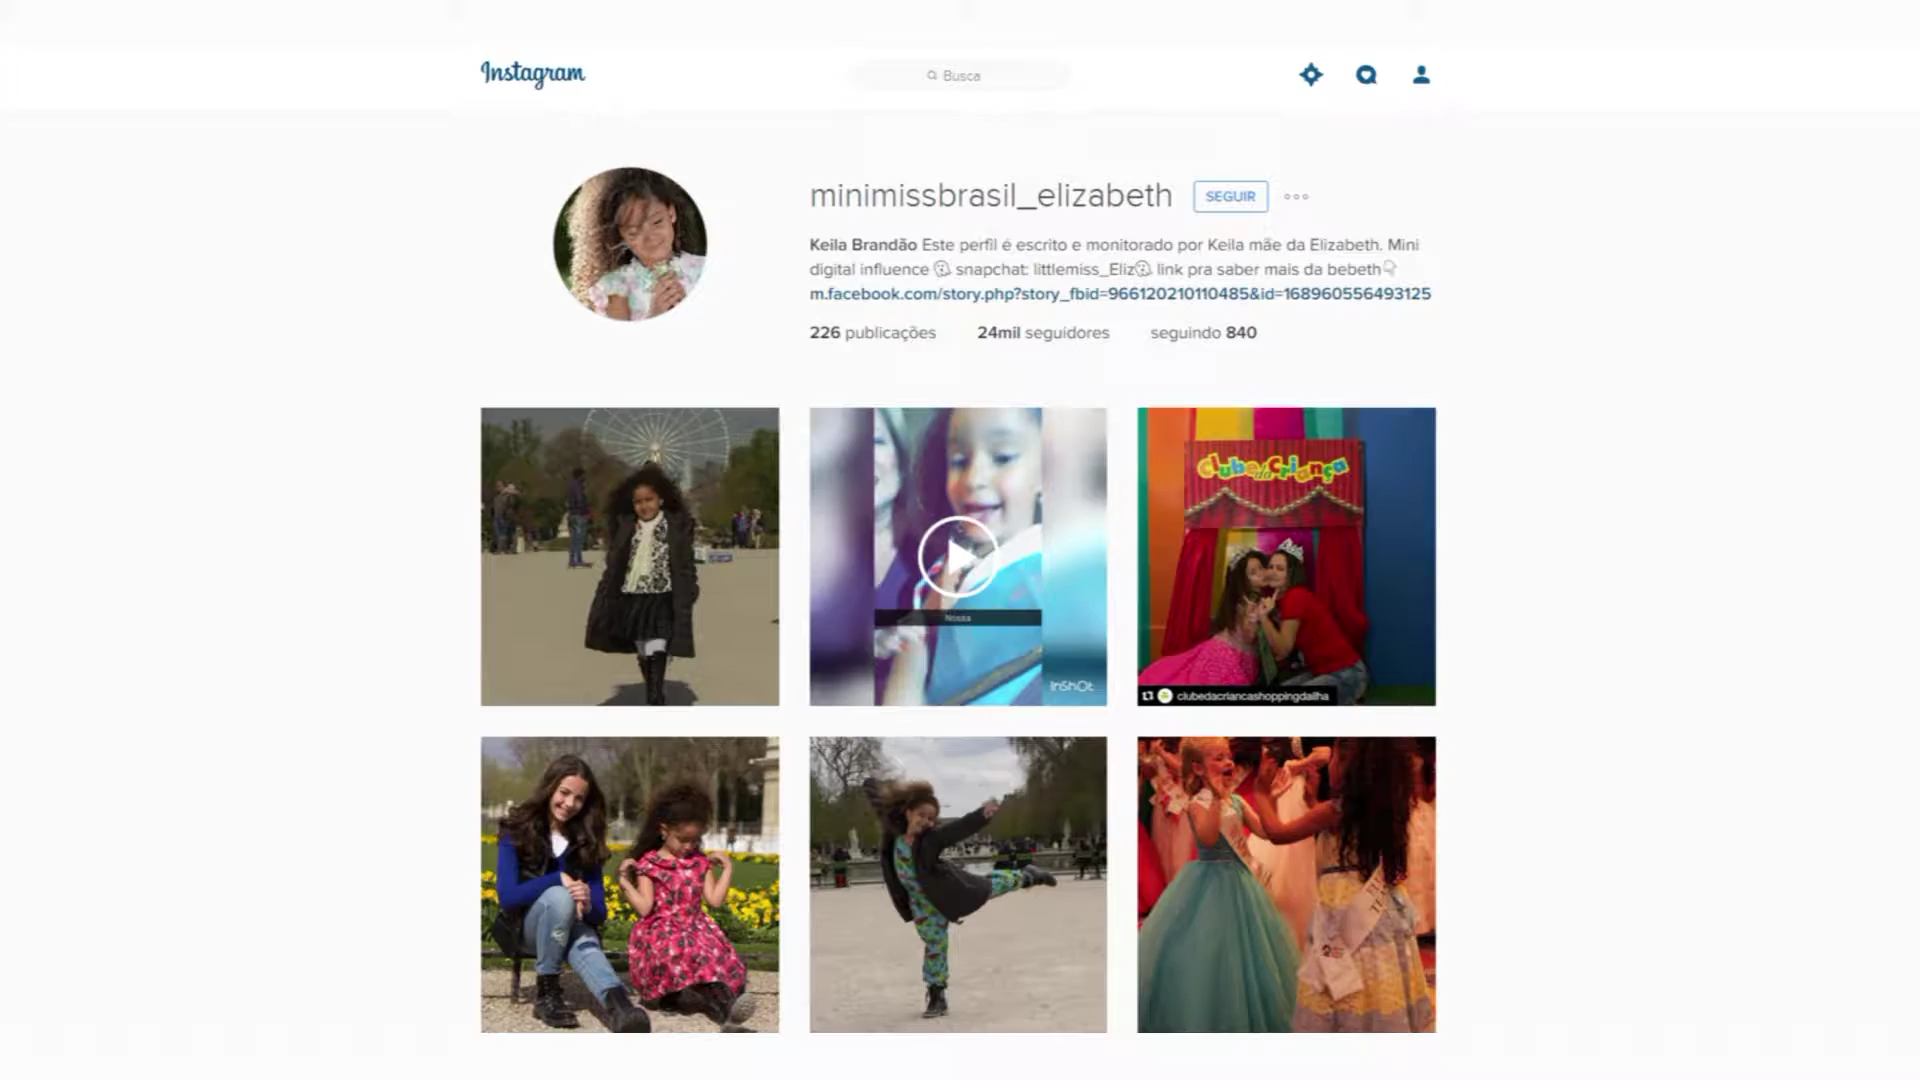 Instagram
Busca
minimissbrasil_elizabeth SEGUIR
Keila Brandão Este perfil é escrito e monitorado por Keila mãe da Elizabeth. Mini
digital influence snapchat: littlemiss_Eliz link pra saber mais da bebeth
m.facebook.com/story.php?story_fbid=966120210110485&id=168960556493125
226 publicações 24mil seguidores seguindo 840
Clube da Criança
Nossa
InShOt
clubedacriancashoppingdailha